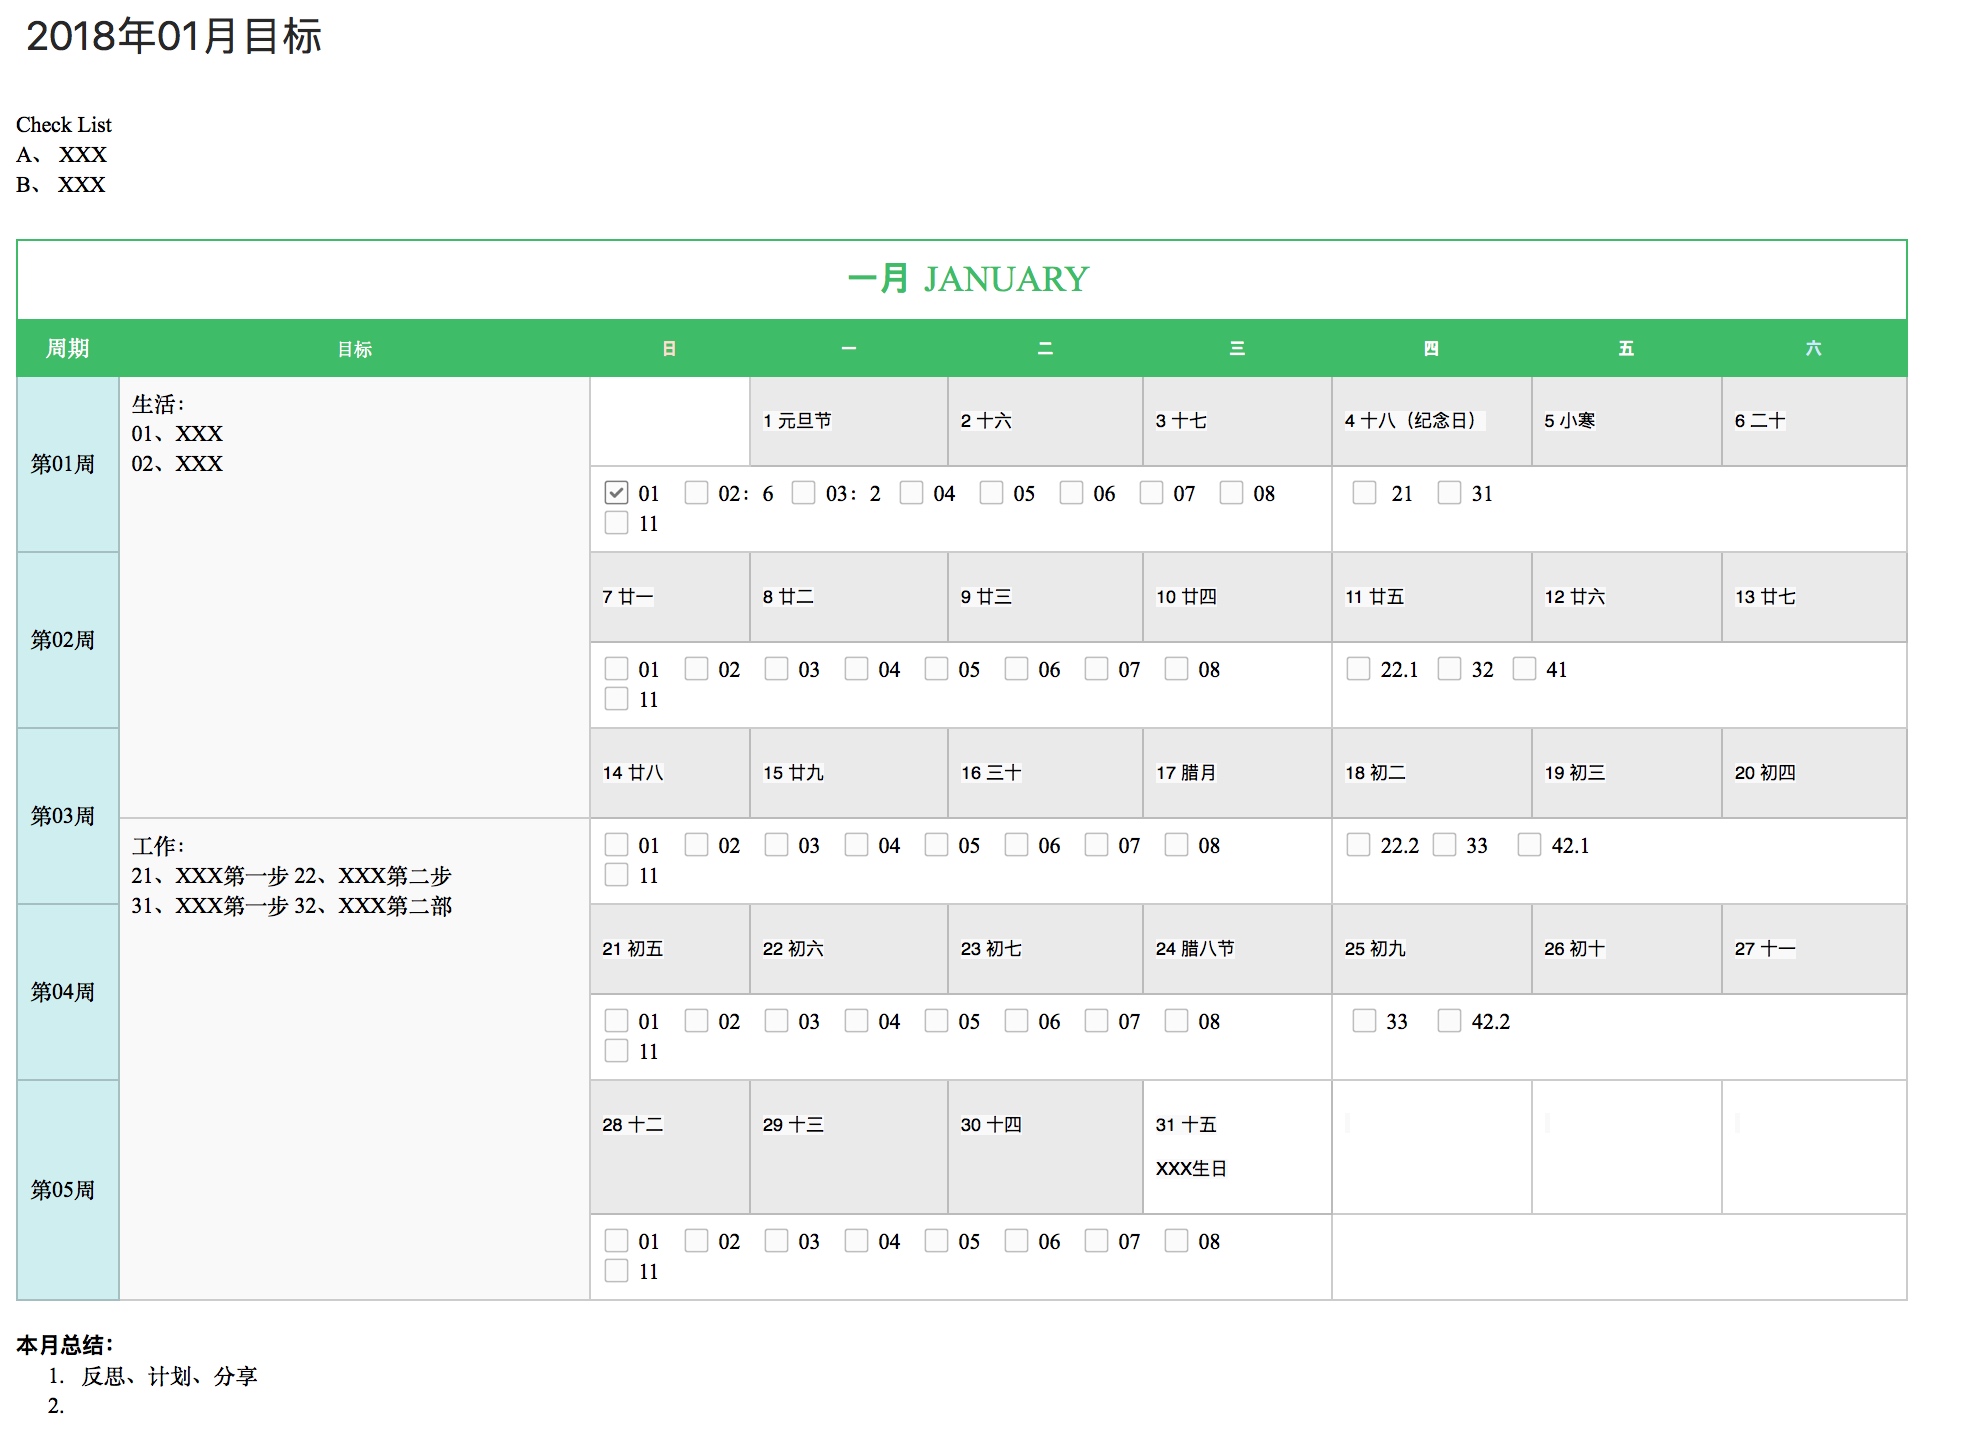 2018年01月目标
Check List
A、 XXX
B、 XXX
一月 JANUARY
周期 目标 日 一 二 三 四 五 六
第01周
生活：
01、XXX
02、XXX
1 元旦节 2 十六 3 十七 4 十八（纪念日） 5 小寒 6 二十
01 02：6 03：2 04 05 06 07 08
11
21 31
第02周
7 廿一 8 廿二 9 廿三 10 廿四 11 廿五 12 廿六 13 廿七
01 02 03 04 05 06 07 08
11
22.1 32 41
第03周
14 廿八 15 廿九 16 三十 17 腊月 18 初二 19 初三 20 初四
工作：
21、XXX第一步 22、XXX第二步
31、XXX第一步 32、XXX第二部
01 02 03 04 05 06 07 08
11
22.2 33 42.1
第04周
21 初五 22 初六 23 初七 24 腊八节 25 初九 26 初十 27 十一
01 02 03 04 05 06 07 08
11
33 42.2
第05周
28 十二 29 十三 30 十四 31 十五
XXX生日
01 02 03 04 05 06 07 08
11
本月总结：
1. 反思、计划、分享
2.